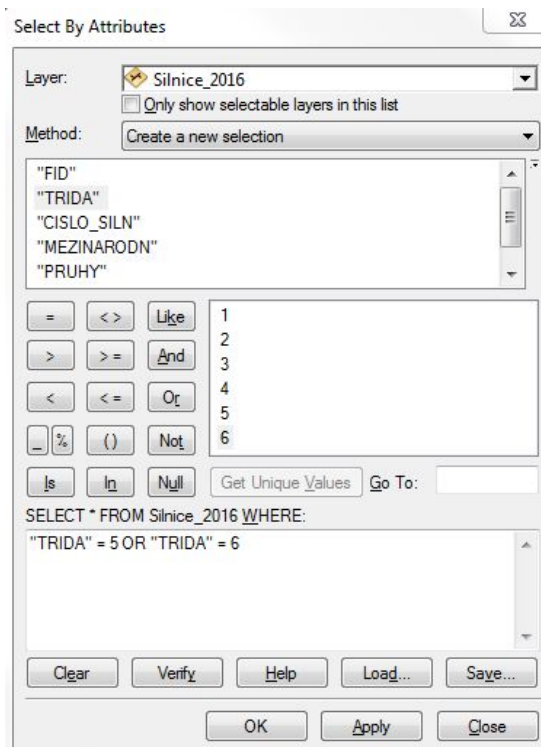 Select By Attributes
Layer: Silnice_2016
Only show selectable layers in this list
Method: Create a new selection
"FID"
"TRIDA"
"CISLO_SILN"
"MEZINARODN"
"PRUHY"
= <> Like
> >= And
< <= Or
_ % () Not
Is In Null
1
2
3
4
5
6
Get Unique Values Go To:
SELECT * FROM Silnice_2016 WHERE:
"TRIDA" = 5 OR "TRIDA" = 6
Clear Verify Help Load... Save...
OK Apply Close